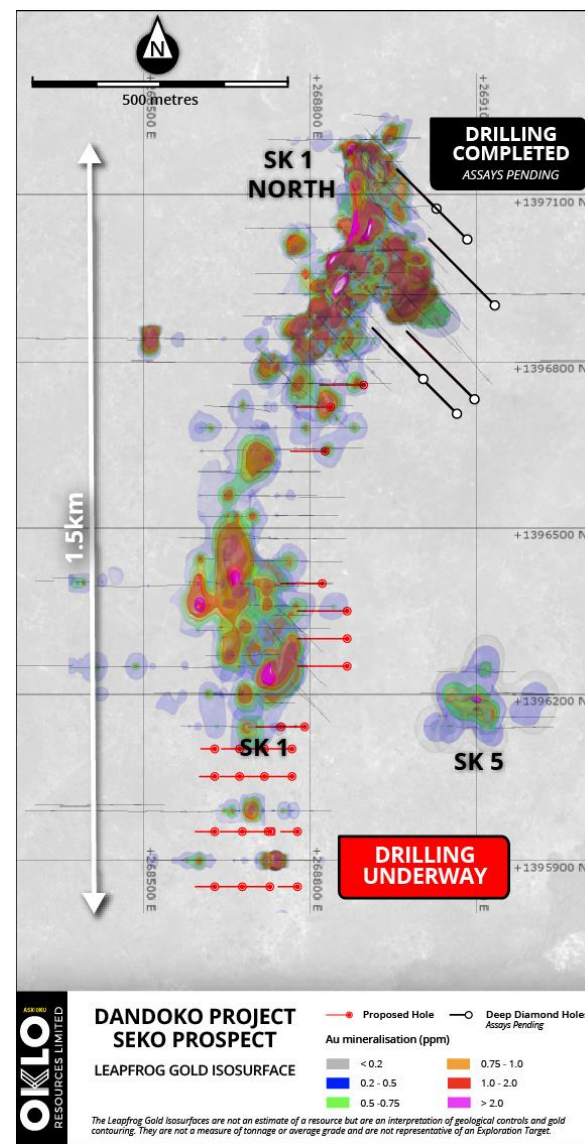 N
500 metres
+268500 E
+268800 E
+26910
SK 1
NORTH
DRILLING
COMPLETED
ASSAYS PENDING
+1397100 N
+1396800 N
1.5km
+1396500 N
+1396200 N
SK 1
SK 5
DRILLING
UNDERWAY
+1395900 N
+268500 E
+268800 E
E
ASX:OKU
OKLO
RESOURCES LIMITED
DANDOKO PROJECT
SEKO PROSPECT
LEAPFROG GOLD ISOSURFACE
Proposed Hole
Deep Diamond Holes
Assays Pending
Au mineralisation (ppm)
< 0.2
0.75 - 1.0
0.2 - 0.5
1.0 - 2.0
0.5 -0.75
> 2.0
The Leapfrog Gold Isosurfaces are not an estimate of a resource but are an interpretation of geological controls and gold
contouring. They are not a measure of tonnage or average grade and are not representative of an Exploration Target.